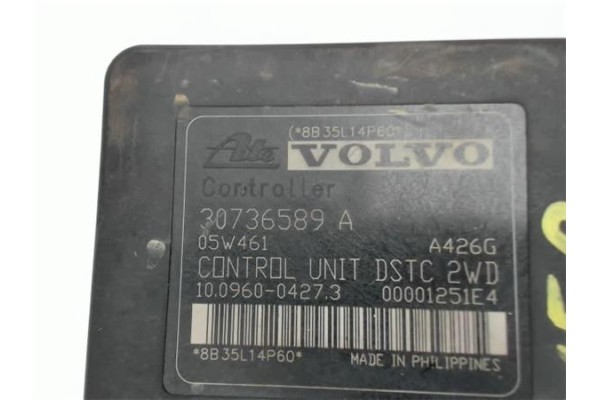 (*8B35L14P60*)
Ate VOLVO
Controller
30736589 A
05W461 A426G
CONTROL UNIT DSTC 2WD
10.0960-0427.3 00001251E4
*8B35L14P60* MADE IN PHILIPPINES